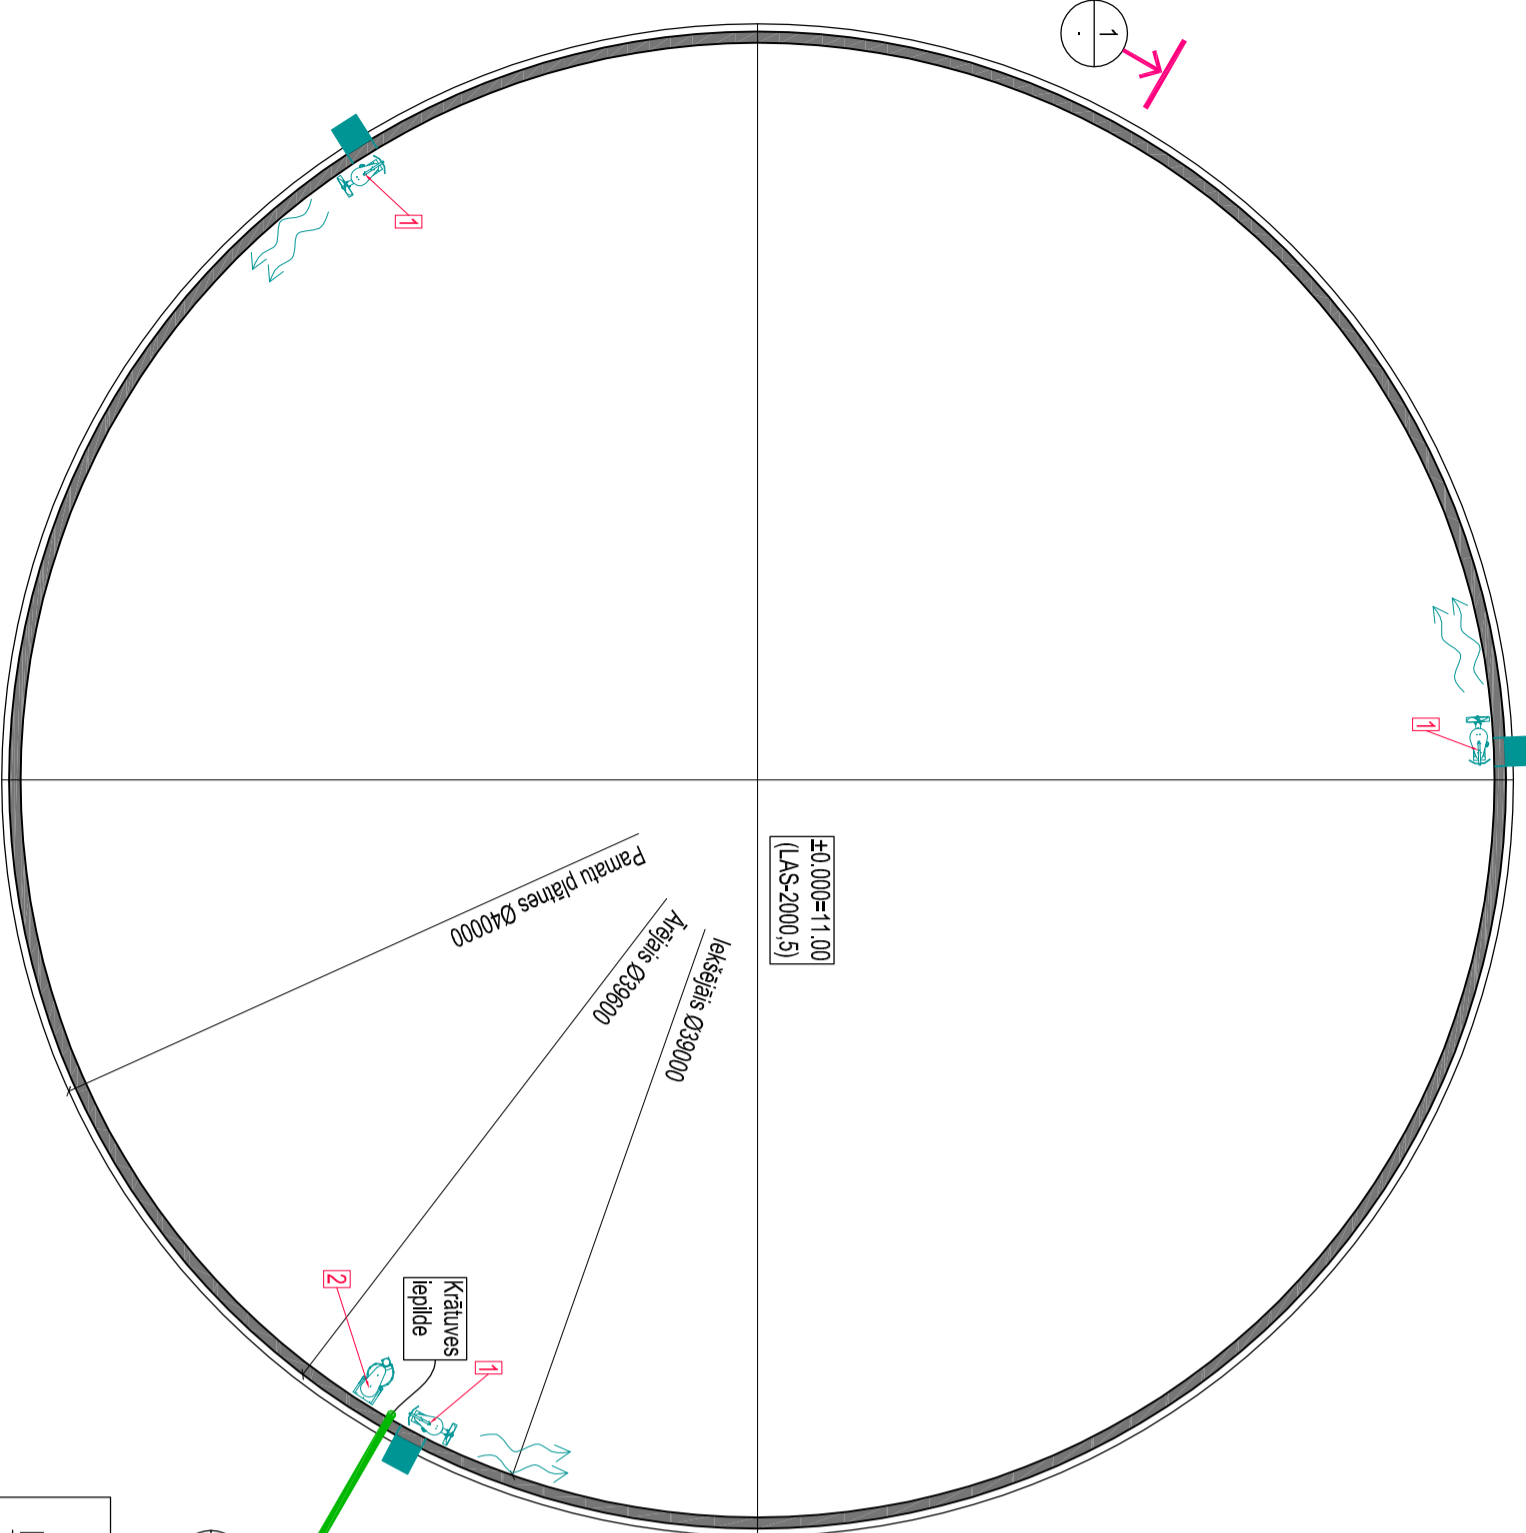 1
1
1
±0.000=11.00
(LAS-2000,5)
Pamatu plātnes Ø40000
Ārējais Ø39600
Iekšējais Ø39000
2
Krātuves
iepilde
1